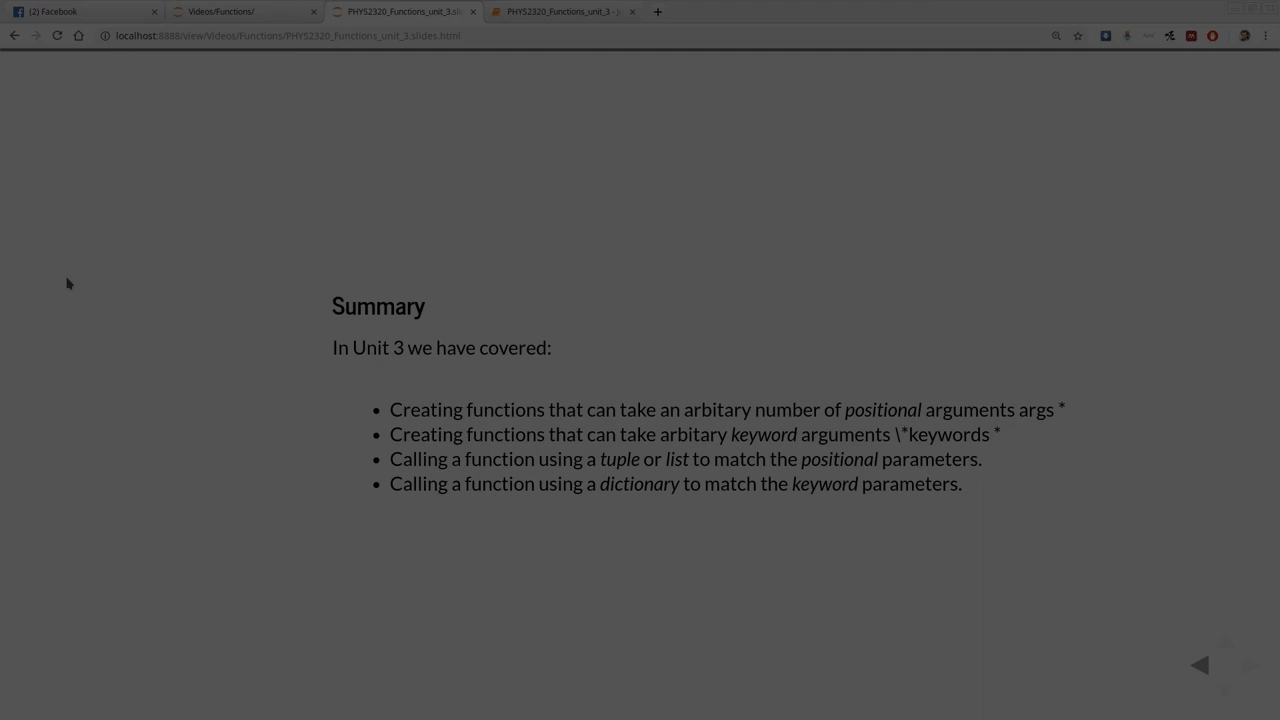 (2) Facebook
Videos/Functions/
PHYS2320_Functions_unit_3.slid
PHYS2320_Functions_unit_3 - Ju
localhost:8888/view/Videos/Functions/PHYS2320_Functions_unit_3.slides.html
Summary
In Unit 3 we have covered:
Creating functions that can take an arbitary number of positional arguments args *
Creating functions that can take arbitary keyword arguments \*keywords *
Calling a function using a tuple or list to match the positional parameters.
Calling a function using a dictionary to match the keyword parameters.